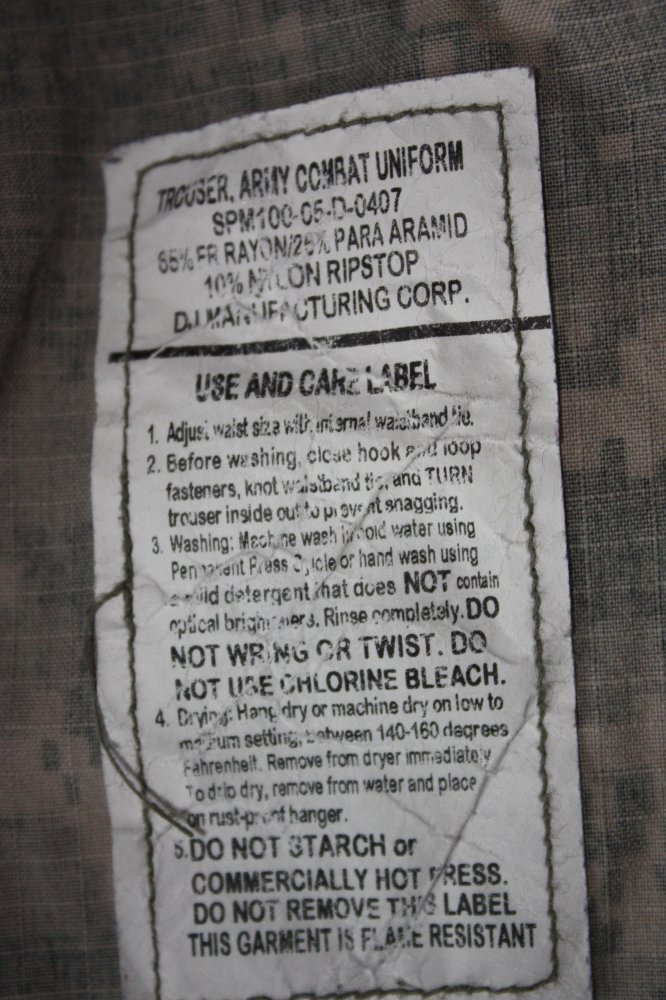 TROUSER, ARMY COMBAT UNIFORM
SPM100-05-D-0407
65% FR RAYON/25% PARA ARAMID
10% NYLON RIPSTOP
DJ MANUFACTURING CORP.
USE AND CARE LABEL
1. Adjust waist size with internal waistband tie.
2. Before washing, close hook and loop
fasteners, knot waistband tie, and TURN
trouser inside out to prevent snagging.
3. Washing: Machine wash in cold water using
Permanent Press Cycle or hand wash using
a mild detergent that does NOT contain
optical brighteners. Rinse completely. DO
NOT WRING OR TWIST. DO
NOT USE CHLORINE BLEACH.
4. Drying: Hang dry or machine dry on low to
medium setting, between 140-160 degrees
Fahrenheit. Remove from dryer immediately
To drip dry, remove from water and place
on rust-proof hanger.
5. DO NOT STARCH or
COMMERCIALLY HOT PRESS.
DO NOT REMOVE THIS LABEL
THIS GARMENT IS FLAME RESISTANT